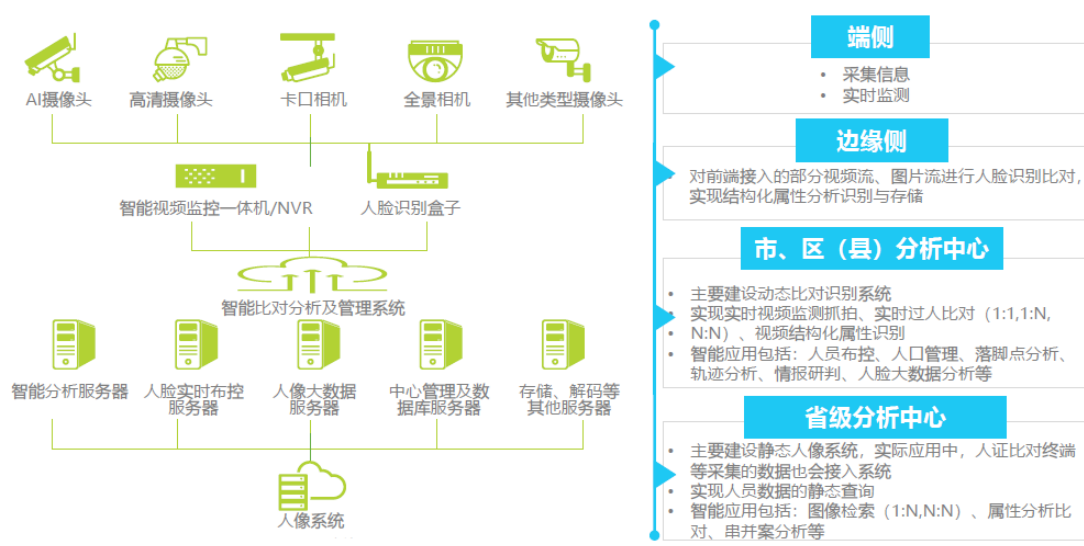 AI摄像头
高清摄像头
卡口相机
全景相机
其他类型摄像头
智能视频监控一体机/NVR
人脸识别盒子
智能比对分析及管理系统
智能分析服务器
人脸实时布控
服务器
人像大数据
服务器
中心管理及数
据库服务器
存储、解码等
其他服务器
人像系统
端侧
• 采集信息
• 实时监测
边缘侧
对前端接入的部分视频流、图片流进行人脸识别比对，
实现结构化属性分析识别与存储
市、区（县）分析中心
• 主要建设动态比对识别系统
• 实现实时视频监测抓拍、实时过人比对（1:1,1:N,
• N:N）、视频结构化属性识别
• 智能应用包括：人员布控、人口管理、落脚点分析、
轨迹分析、情报研判、人脸大数据分析等
省级分析中心
• 主要建设静态人像系统，实际应用中，人证比对终端
等采集的数据也会接入系统
• 实现人员数据的静态查询
• 智能应用包括：图像检索（1:N,N:N）、属性分析比
对、串并案分析等